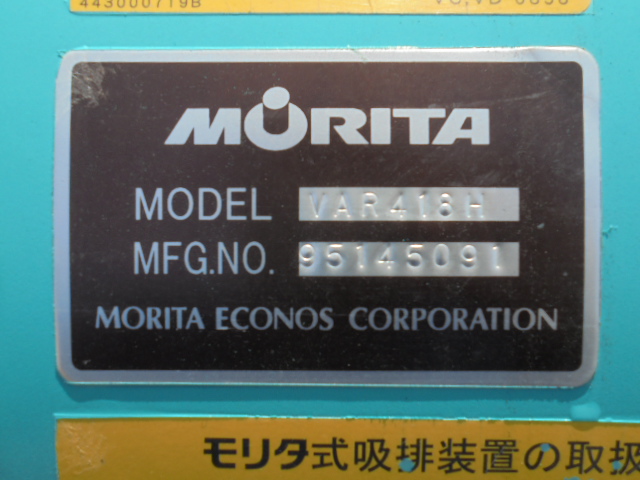 443000719B
MORITA
MODEL VAR418H
MFG.NO. 95145091
MORITA ECONOS CORPORATION
モリタ式吸排装置の取扱